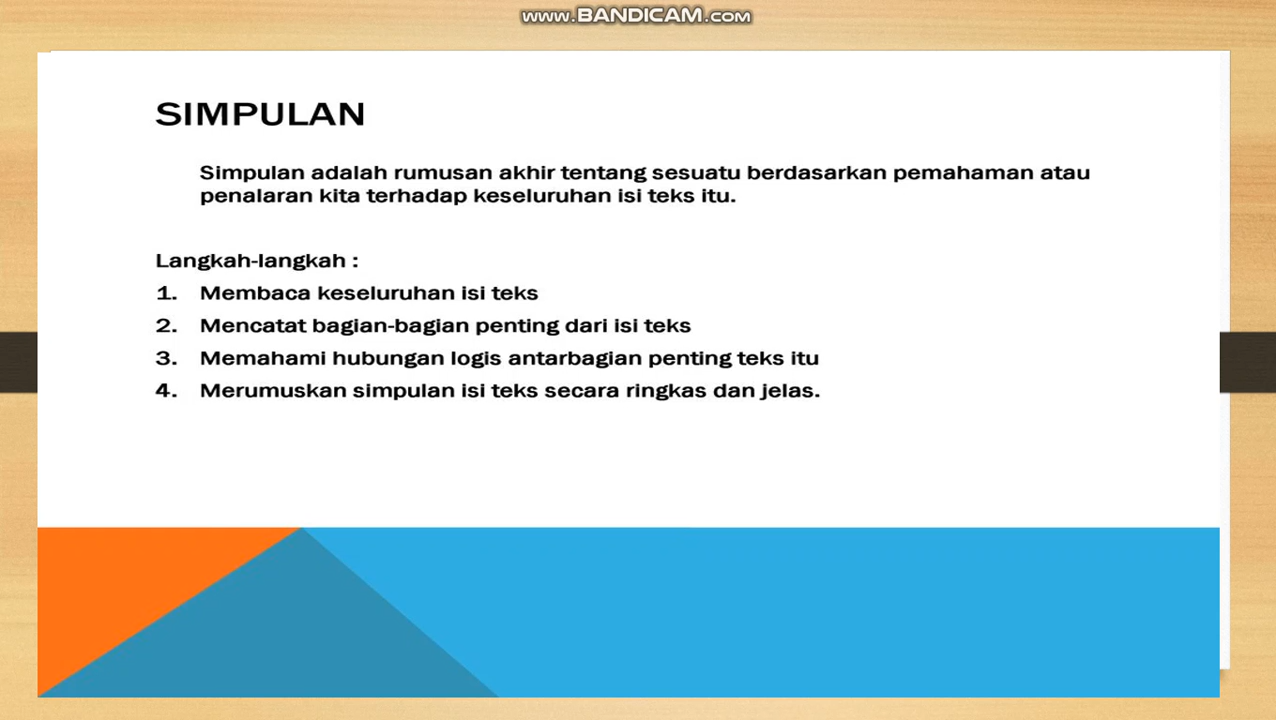 www.BANDICAM.com
SIMPULAN
Simpulan adalah rumusan akhir tentang sesuatu berdasarkan pemahaman atau
penalaran kita terhadap keseluruhan isi teks itu.
Langkah-langkah :
1. Membaca keseluruhan isi teks
2. Mencatat bagian-bagian penting dari isi teks
3. Memahami hubungan logis antarbagian penting teks itu
4. Merumuskan simpulan isi teks secara ringkas dan jelas.